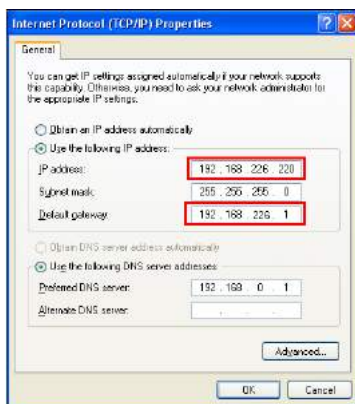 Internet Protocol (TCP/IP) Properties
General
You can get IP settings assigned automatically if your network supports
this capability. Otherwise, you need to ask your network administrator for
the appropriate IP settings.
Obtain an IP address automatically
Use the following IP address:
IP address: 192 . 168 . 226 . 220
Subnet mask: 255 . 255 . 255 . 0
Default gateway: 192 . 168 . 226 . 1
Obtain DNS server address automatically
Use the following DNS server addresses:
Preferred DNS server: 192 . 168 . 0 . 1
Alternate DNS server: . . .
Advanced...
OK Cancel